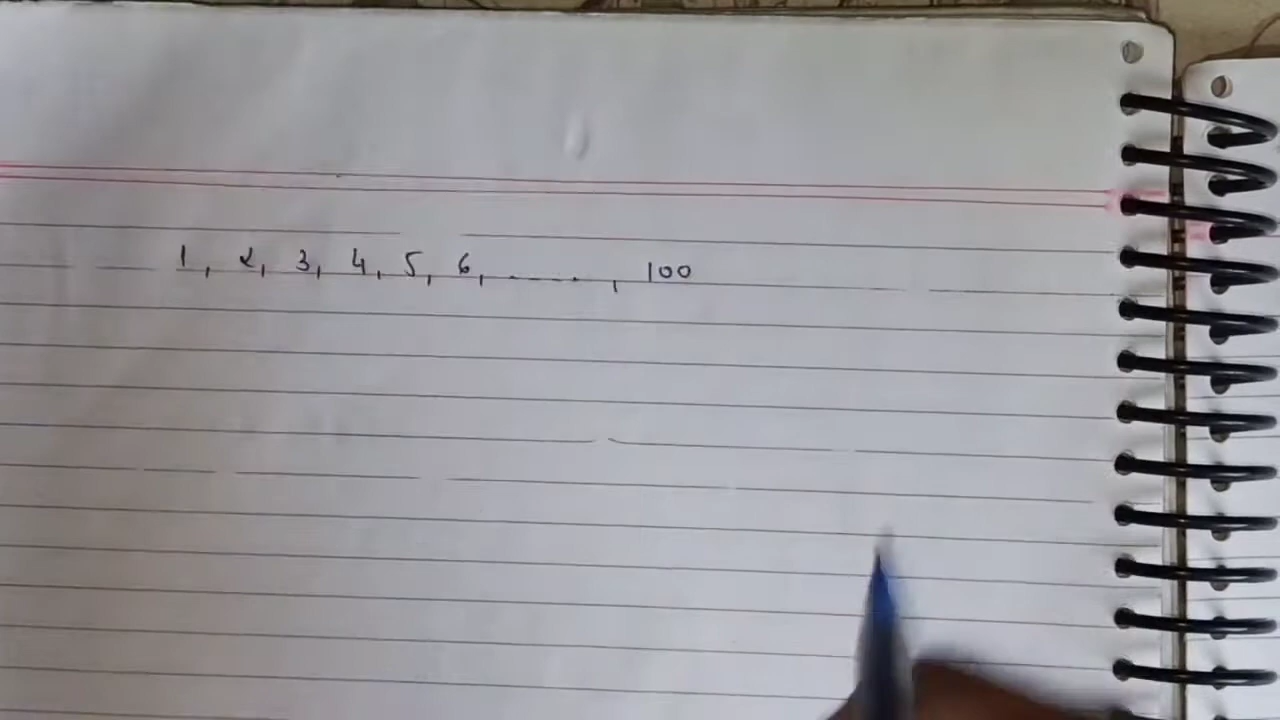 1, 2, 3, 4, 5, 6, - - - - - , 100